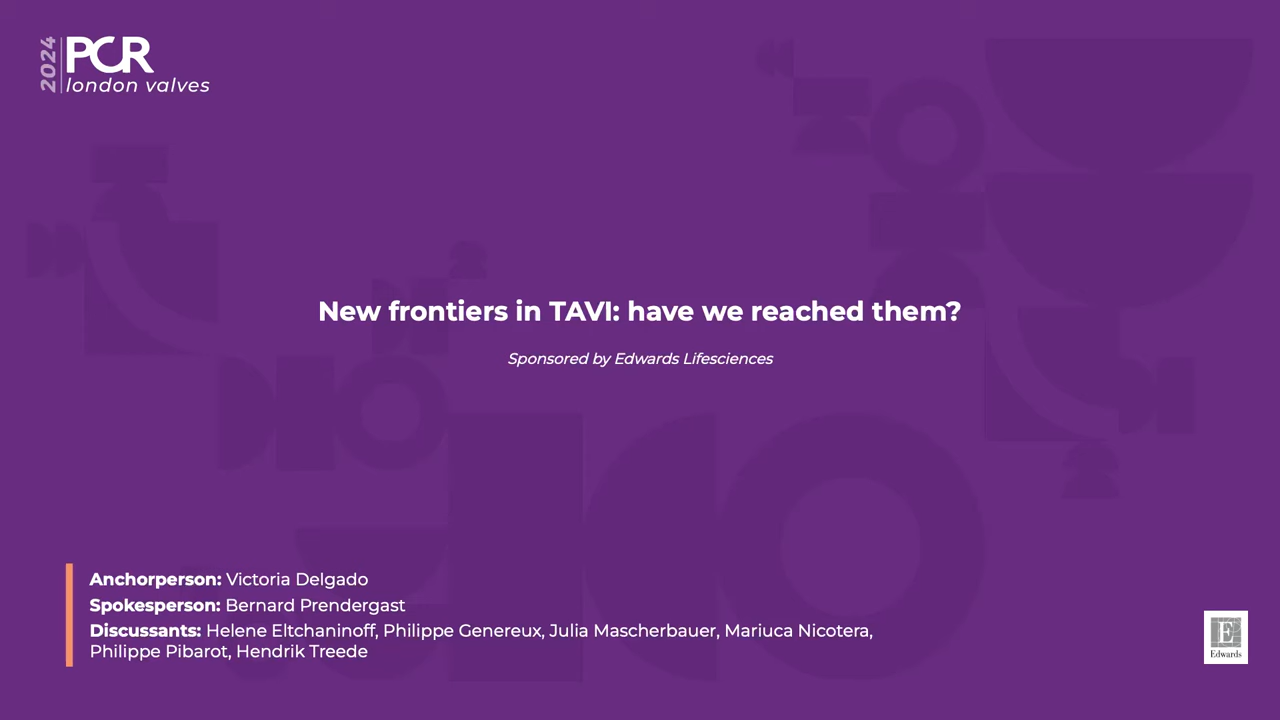 2024
PCR
london valves
New frontiers in TAVI: have we reached them?
Sponsored by Edwards Lifesciences
Anchorperson: Victoria Delgado
Spokesperson: Bernard Prendergast
Discussants: Helene Eltchaninoff, Philippe Genereux, Julia Mascherbauer, Mariuca Nicotera,
Philippe Pibarot, Hendrik Treede
E
Edwards